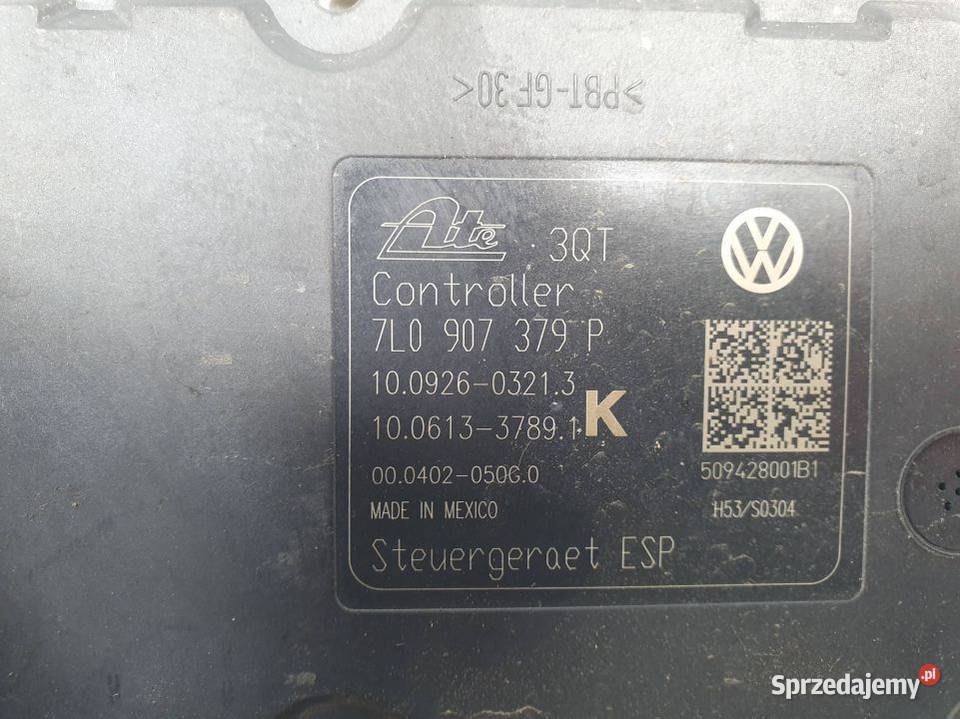 >PBT-GF30<
Ate 3QT
Controller
7L0 907 379 P
10.0926-0321.3
10.0613-3789.1 K
00.0402-050C.0
509428001B1
MADE IN MEXICO
H53/S0304
Steuergeraet ESP
Sprzedajemy.pl